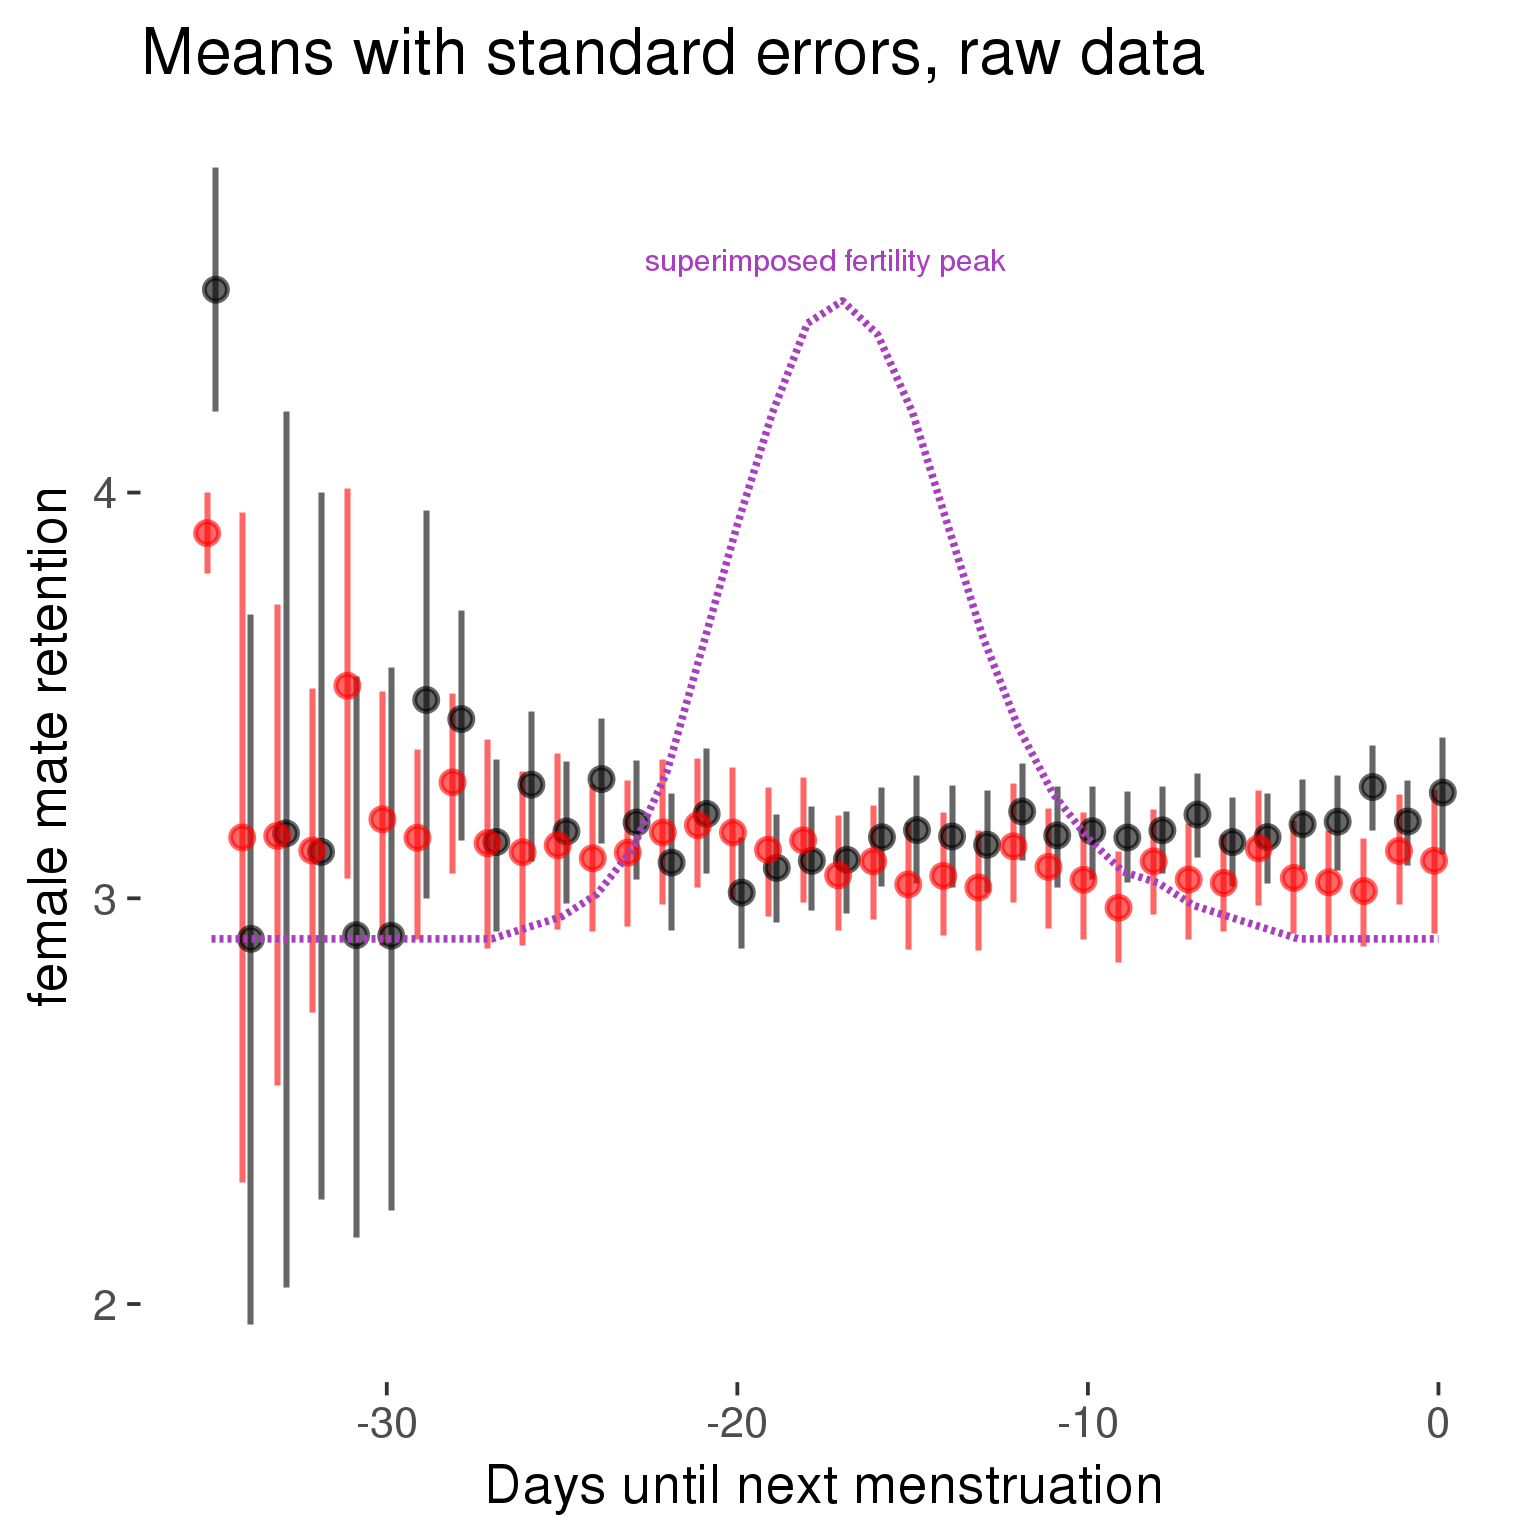 Means with standard errors, raw data
superimposed fertility peak
female mate retention
4
3
2
-30
-20
-10
0
Days until next menstruation